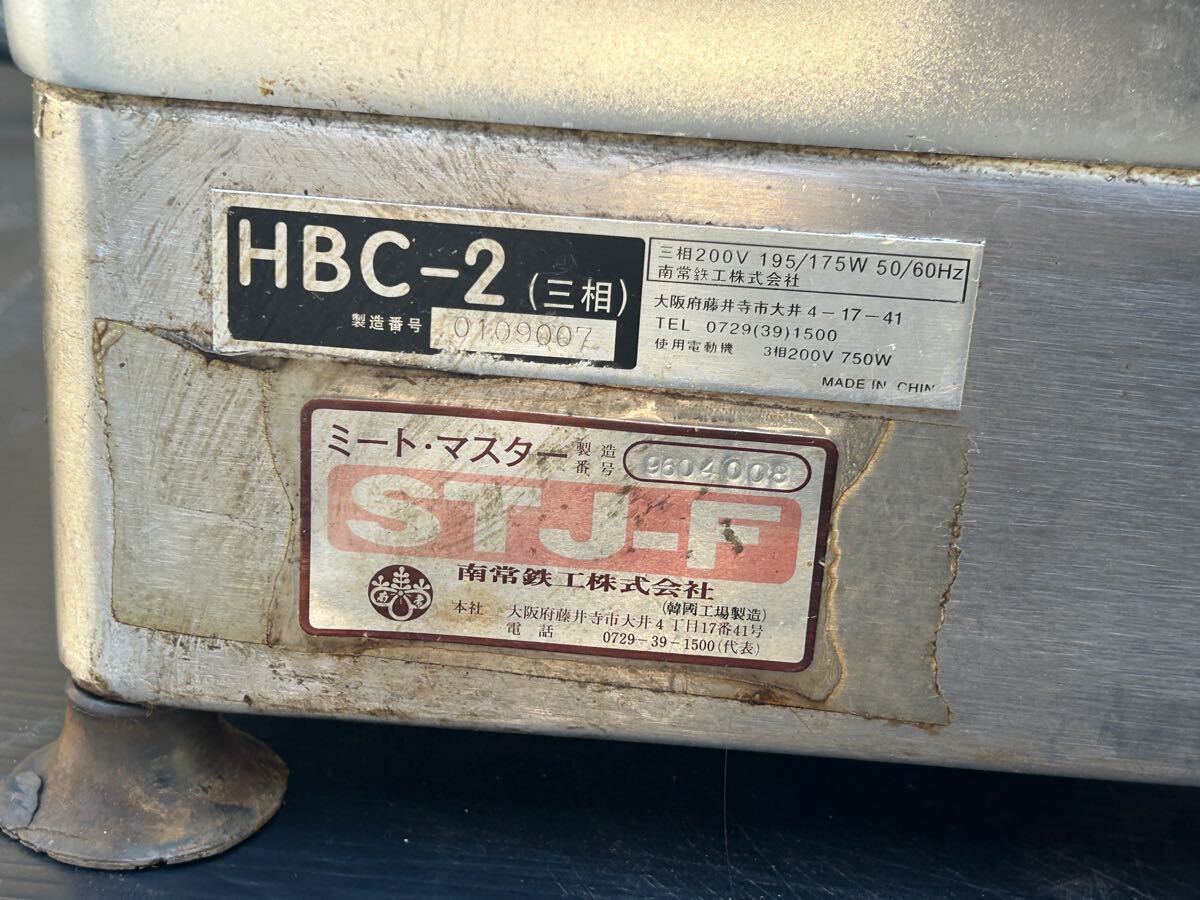 HBC-2 (三相)
製造番号 0109007
三相200V 195/175W 50/60Hz
南常鉄工株式会社
大阪府藤井寺市大井4-17-41
TEL 0729(39)1500
使用電動機 3相200V 750W
MADE IN CHIN
ミート・マスター 製造番号 9604008
STJ-F
南常鉄工株式会社
(韓國工場製造)
本社 大阪府藤井寺市大井4丁目17番41号
電話 0729-39-1500(代表)